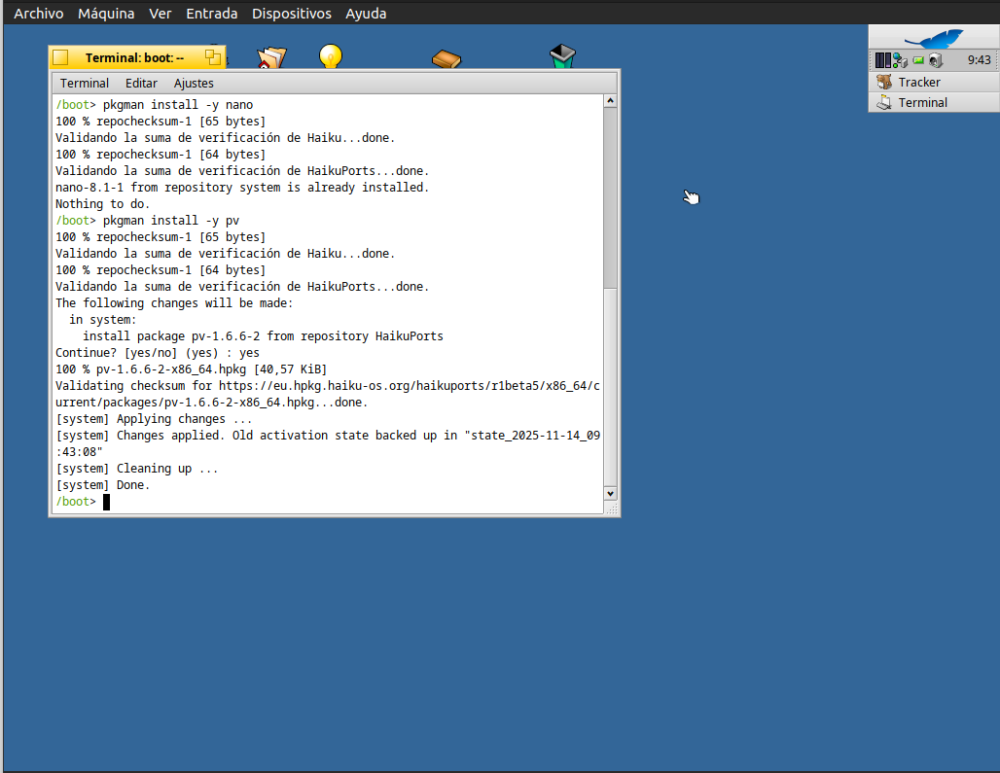 Archivo Máquina Ver Entrada Dispositivos Ayuda
Terminal: boot: --
9:43
Tracker
Terminal
Terminal Editar Ajustes
/boot> pkgman install -y nano
100 % repochecksum-1 [65 bytes]
Validando la suma de verificación de Haiku...done.
100 % repochecksum-1 [64 bytes]
Validando la suma de verificación de HaikuPorts...done.
nano-8.1-1 from repository system is already installed.
Nothing to do.
/boot> pkgman install -y pv
100 % repochecksum-1 [65 bytes]
Validando la suma de verificación de Haiku...done.
100 % repochecksum-1 [64 bytes]
Validando la suma de verificación de HaikuPorts...done.
The following changes will be made:
  in system:
    install package pv-1.6.6-2 from repository HaikuPorts
Continue? [yes/no] (yes) : yes
100 % pv-1.6.6-2-x86_64.hpkg [40,57 KiB]
Validating checksum for https://eu.hpkg.haiku-os.org/haikuports/r1beta5/x86_64/c
urrent/packages/pv-1.6.6-2-x86_64.hpkg...done.
[system] Applying changes ...
[system] Changes applied. Old activation state backed up in "state_2025-11-14_09
:43:08"
[system] Cleaning up ...
[system] Done.
/boot>